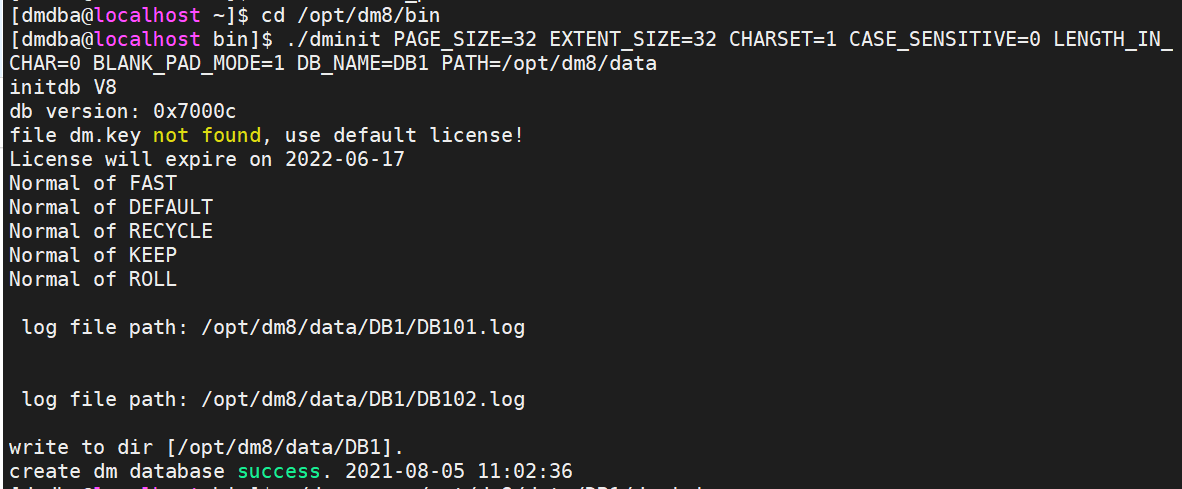 [dmdba@localhost ~]$ cd /opt/dm8/bin
[dmdba@localhost bin]$ ./dminit PAGE_SIZE=32 EXTENT_SIZE=32 CHARSET=1 CASE_SENSITIVE=0 LENGTH_IN_
CHAR=0 BLANK_PAD_MODE=1 DB_NAME=DB1 PATH=/opt/dm8/data
initdb V8
db version: 0x7000c
file dm.key not found, use default license!
License will expire on 2022-06-17
Normal of FAST
Normal of DEFAULT
Normal of RECYCLE
Normal of KEEP
Normal of ROLL
log file path: /opt/dm8/data/DB1/DB101.log
log file path: /opt/dm8/data/DB1/DB102.log
write to dir [/opt/dm8/data/DB1].
create dm database success. 2021-08-05 11:02:36